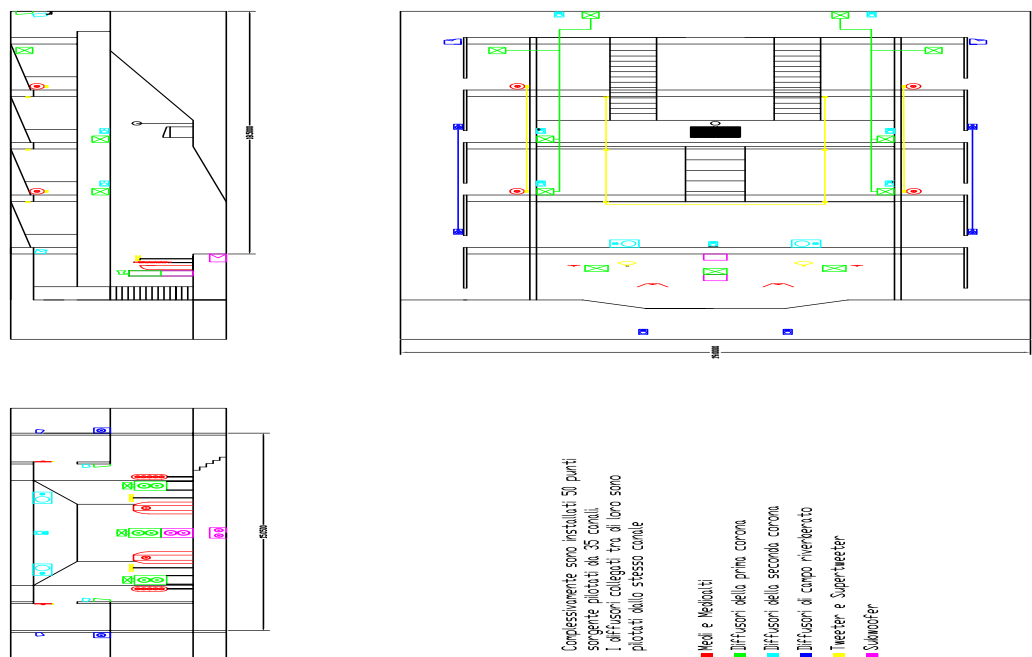 Complessivamente sono installati 50 punti
sorgente pilotati da 35 canali.
I diffusori collegati tra di loro sono
pilotati dallo stesso canale
Medi e Medioalti
Diffusori della prima corona
Diffusori della seconda corona
Diffusori di campo riverberato
Tweeter e Supertweeter
Subwoofer